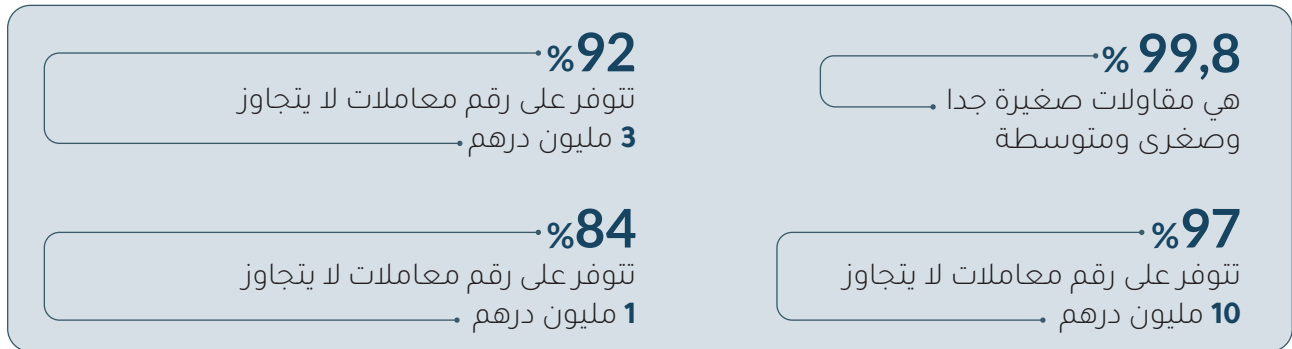 % 99,8
هي مقاولات صغيرة جدا
وصغرى ومتوسطة
%92
تتوفر على رقم معاملات لا يتجاوز
3 مليون درهم
%97
تتوفر على رقم معاملات لا يتجاوز
10 مليون درهم
%84
تتوفر على رقم معاملات لا يتجاوز
1 مليون درهم